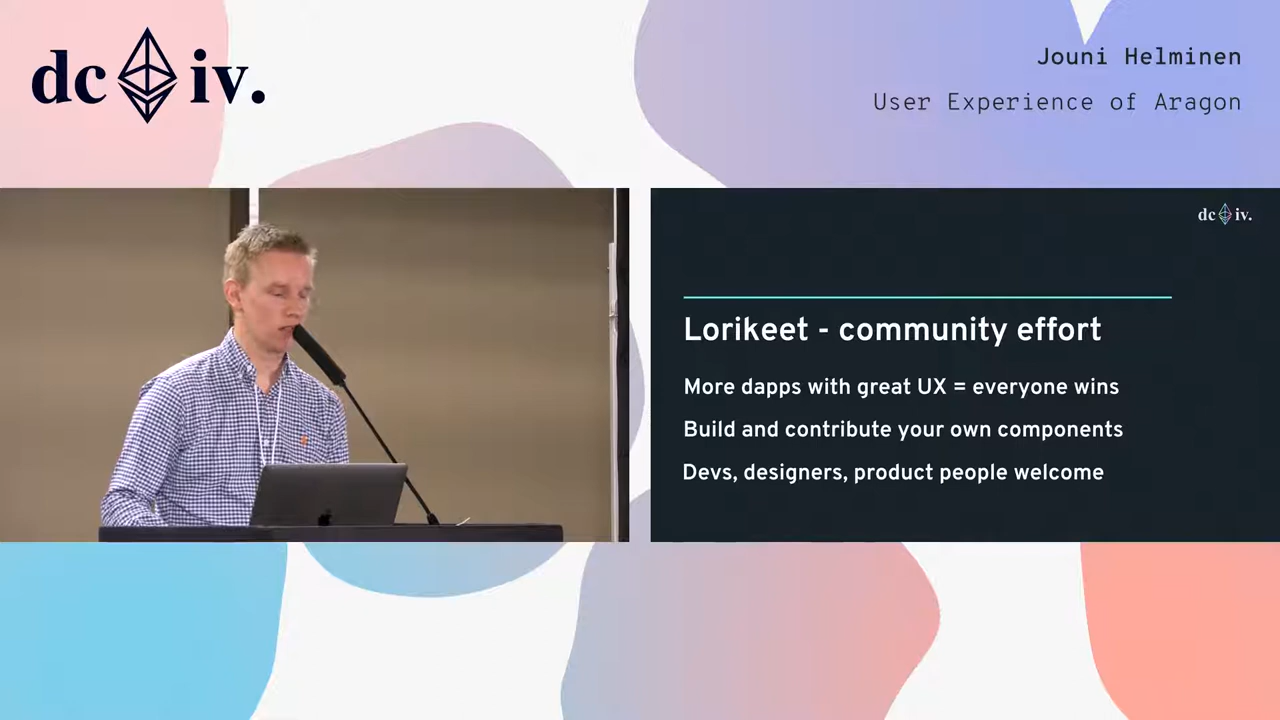 dc iv.
Jouni Helminen
User Experience of Aragon
dc iv.
Lorikeet - community effort
More dapps with great UX = everyone wins
Build and contribute your own components
Devs, designers, product people welcome